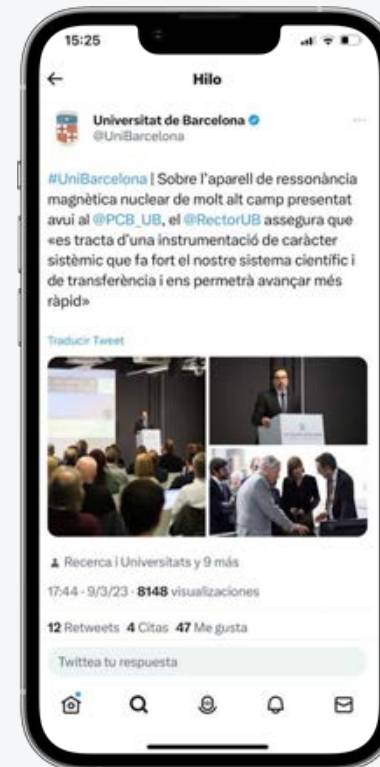 15:25
Hilo
Universitat de Barcelona
@UniBarcelona
#UniBarcelona | Sobre l'aparell de ressonància
magnètica nuclear de molt alt camp presentat
avui al @PCB_UB, el @RectorUB assegura que
«es tracta d'una instrumentació de caràcter
sistèmic que fa fort el nostre sistema científic i
de transferència i ens permetrà avançar més
ràpid»
Traducir Tweet
Recerca i Universitats y 9 más
17:44 · 9/3/23 · 8148 visualizaciones
12 Retweets 4 Citas 47 Me gusta
Twittea tu respuesta